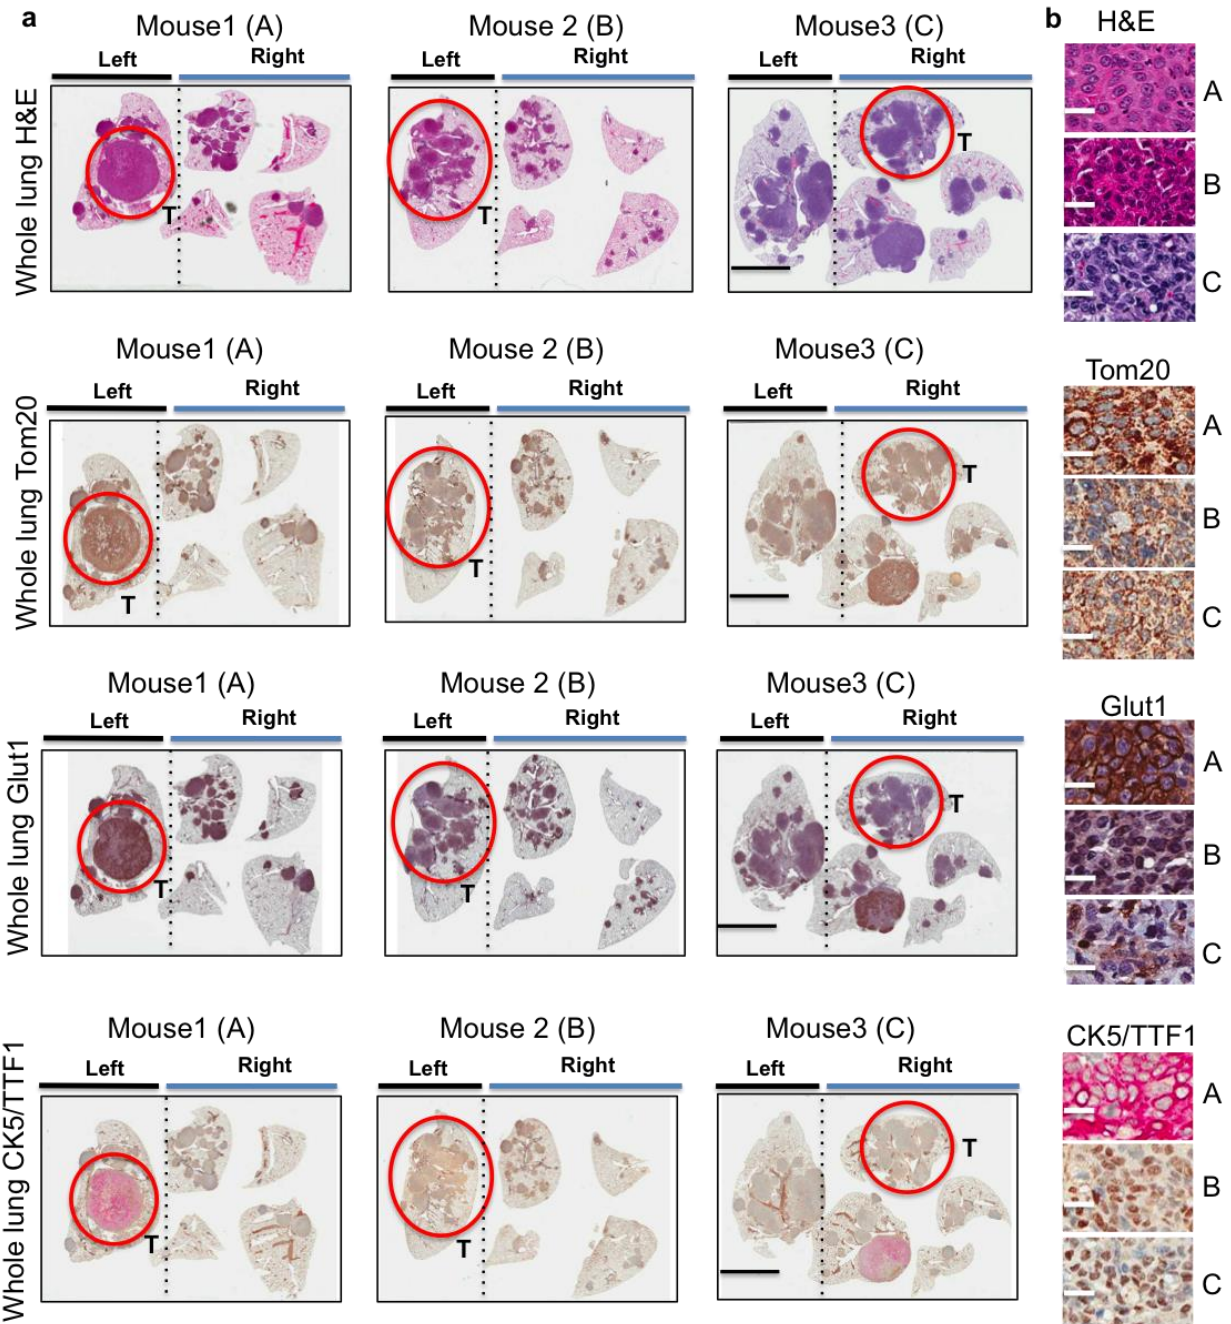 a
Mouse1 (A) Mouse 2 (B) Mouse3 (C)
Left Right Left Right Left Right
Whole lung H&E
T T T
b
H&E
A
B
C
Mouse1 (A) Mouse 2 (B) Mouse3 (C)
Left Right Left Right Left Right
Whole lung Tom20
T T T
Tom20
A
B
C
Mouse1 (A) Mouse 2 (B) Mouse3 (C)
Left Right Left Right Left Right
Whole lung Glut1
T T T
Glut1
A
B
C
Mouse1 (A) Mouse 2 (B) Mouse3 (C)
Left Right Left Right Left Right
Whole lung CK5/TTF1
T T T
CK5/TTF1
A
B
C